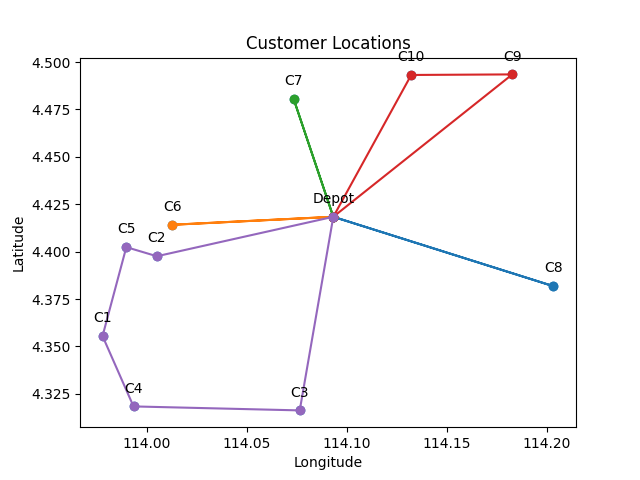 Customer Locations
4.500
4.475
4.450
4.425
4.400
4.375
4.350
4.325
Latitude
C10
C9
C7
Depot
C6
C5
C2
C8
C1
C4
C3
114.00
114.05
114.10
114.15
114.20
Longitude